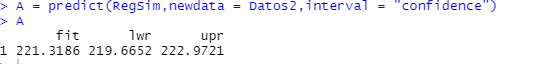 > A = predict(RegSim,newdata = Datos2,interval = "confidence")
> A
       fit      lwr      upr
1 221.3186 219.6652 222.9721